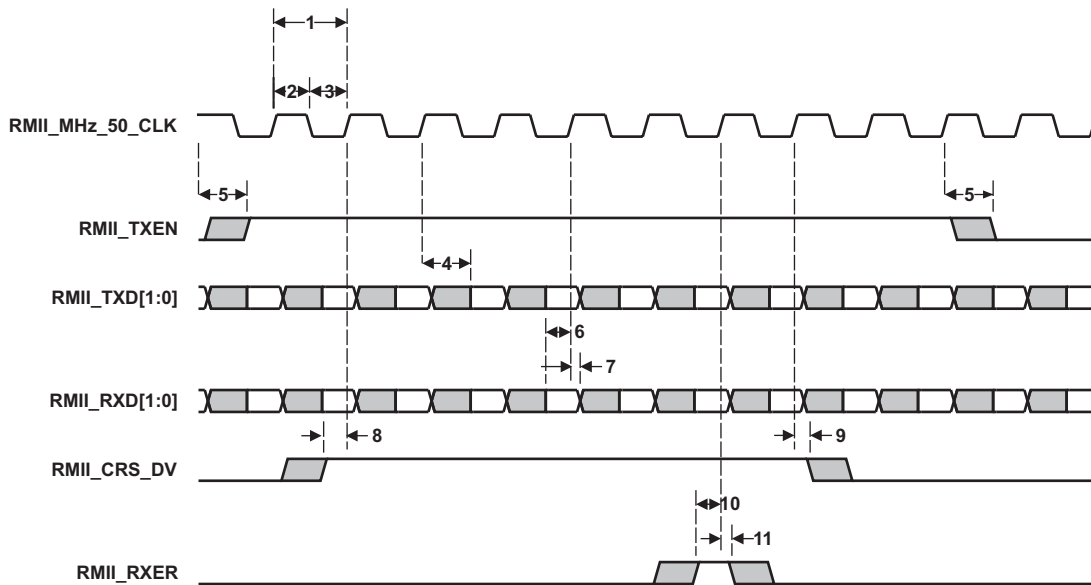 1
2 3
RMII_MHz_50_CLK
5 5
RMII_TXEN
4
RMII_TXD[1:0]
6
7
RMII_RXD[1:0]
8 9
RMII_CRS_DV
10
11
RMII_RXER